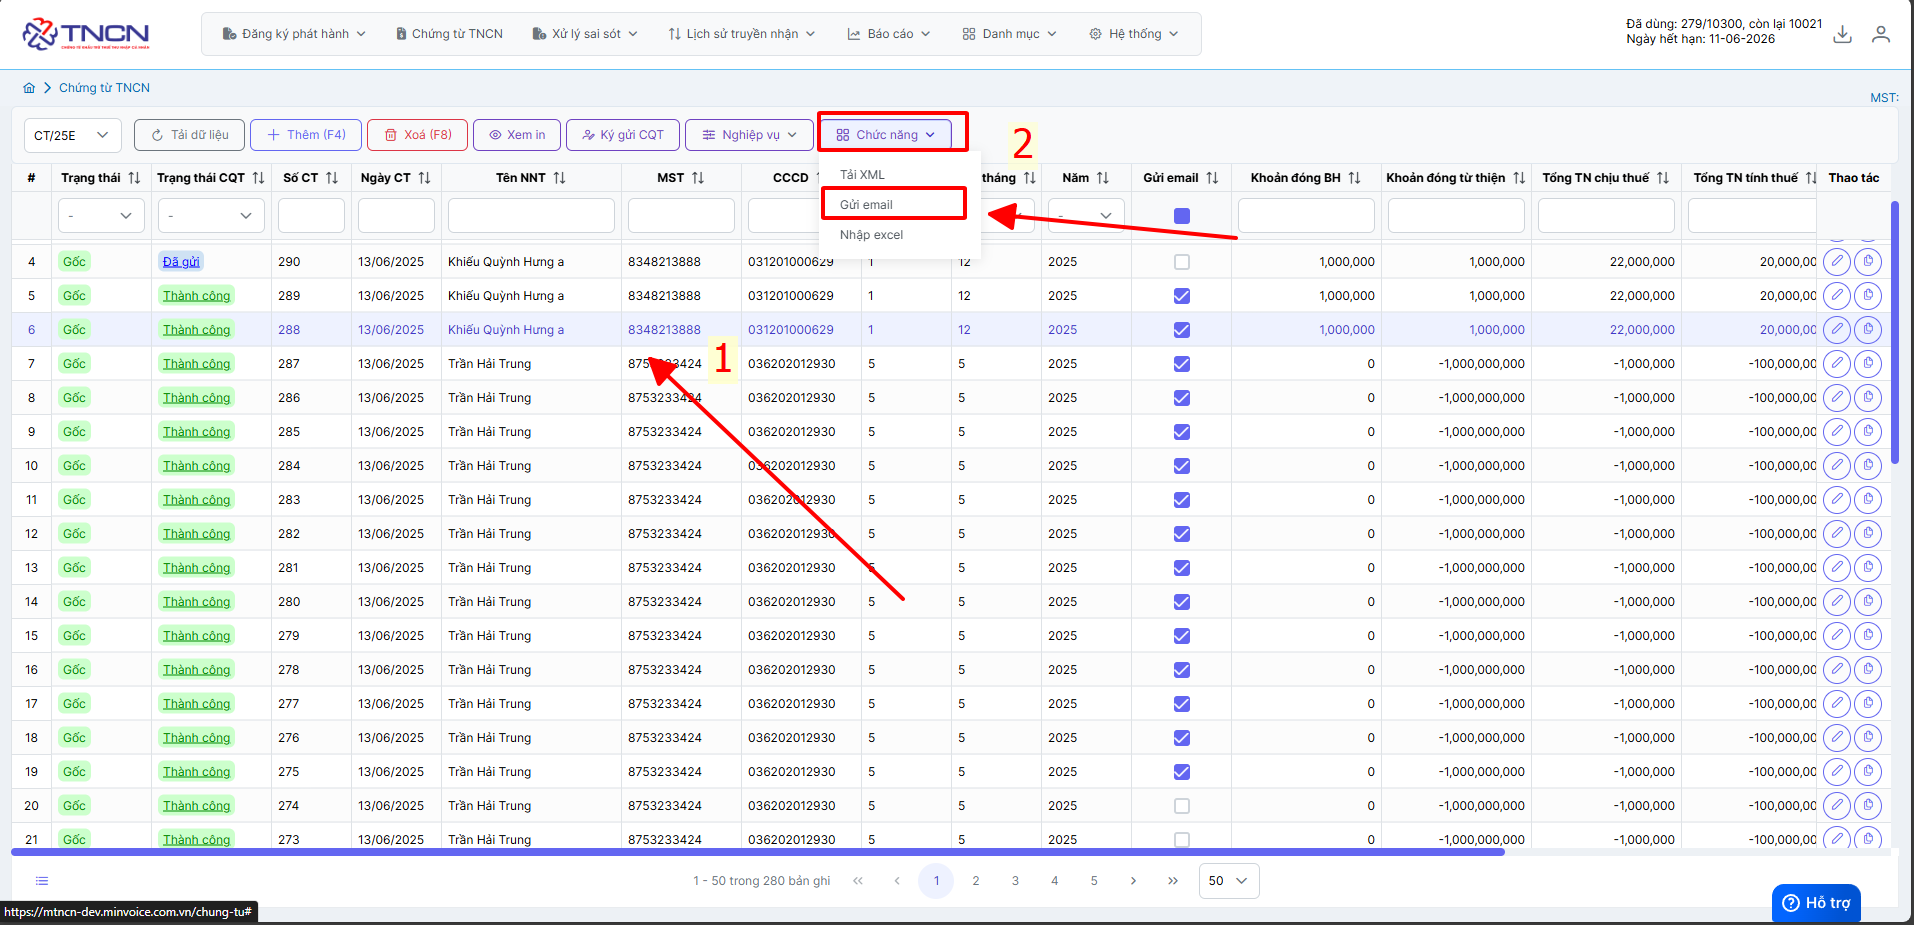 TNCN
CHỨNG TỪ KHẤU TRỪ THUẾ THU NHẬP CÁ NHÂN
Đăng ký phát hành
Chứng từ TNCN
Xử lý sai sót
Lịch sử truyền nhận
Báo cáo
Danh mục
Hệ thống
Đã dùng: 279/10300, còn lại 10021
Ngày hết hạn: 11-06-2026
Chứng từ TNCN
MST:
CT/25E
Tải dữ liệu
Thêm (F4)
Xoá (F8)
Xem in
Ký gửi CQT
Nghiệp vụ
Chức năng
2
Tải XML
Gửi email
Nhập excel
# Trạng thái Trạng thái CQT Số CT Ngày CT Tên NNT MST CCCD tháng Năm Gửi email Khoản đóng BH Khoản đóng từ thiện Tổng TN chịu thuế Tổng TN tính thuế Thao tác
- - -
4 Gốc Đã gửi 290 13/06/2025 Khiếu Quỳnh Hưng a 8348213888 031201000629 1 12 2025 1,000,000 1,000,000 22,000,000 20,000,00
5 Gốc Thành công 289 13/06/2025 Khiếu Quỳnh Hưng a 8348213888 031201000629 1 12 2025 1,000,000 1,000,000 22,000,000 20,000,00
6 Gốc Thành công 288 13/06/2025 Khiếu Quỳnh Hưng a 8348213888 031201000629 1 12 2025 1,000,000 1,000,000 22,000,000 20,000,00
1
7 Gốc Thành công 287 13/06/2025 Trần Hải Trung 8753233424 036202012930 5 5 2025 0 -1,000,000,000 -1,000,000 -100,000,00
8 Gốc Thành công 286 13/06/2025 Trần Hải Trung 8753233424 036202012930 5 5 2025 0 -1,000,000,000 -1,000,000 -100,000,00
9 Gốc Thành công 285 13/06/2025 Trần Hải Trung 8753233424 036202012930 5 5 2025 0 -1,000,000,000 -1,000,000 -100,000,00
10 Gốc Thành công 284 13/06/2025 Trần Hải Trung 8753233424 036202012930 5 5 2025 0 -1,000,000,000 -1,000,000 -100,000,00
11 Gốc Thành công 283 13/06/2025 Trần Hải Trung 8753233424 036202012930 5 5 2025 0 -1,000,000,000 -1,000,000 -100,000,00
12 Gốc Thành công 282 13/06/2025 Trần Hải Trung 8753233424 036202012930 5 5 2025 0 -1,000,000,000 -1,000,000 -100,000,00
13 Gốc Thành công 281 13/06/2025 Trần Hải Trung 8753233424 036202012930 5 5 2025 0 -1,000,000,000 -1,000,000 -100,000,00
14 Gốc Thành công 280 13/06/2025 Trần Hải Trung 8753233424 036202012930 5 5 2025 0 -1,000,000,000 -1,000,000 -100,000,00
15 Gốc Thành công 279 13/06/2025 Trần Hải Trung 8753233424 036202012930 5 5 2025 0 -1,000,000,000 -1,000,000 -100,000,00
16 Gốc Thành công 278 13/06/2025 Trần Hải Trung 8753233424 036202012930 5 5 2025 0 -1,000,000,000 -1,000,000 -100,000,00
17 Gốc Thành công 277 13/06/2025 Trần Hải Trung 8753233424 036202012930 5 5 2025 0 -1,000,000,000 -1,000,000 -100,000,00
18 Gốc Thành công 276 13/06/2025 Trần Hải Trung 8753233424 036202012930 5 5 2025 0 -1,000,000,000 -1,000,000 -100,000,00
19 Gốc Thành công 275 13/06/2025 Trần Hải Trung 8753233424 036202012930 5 5 2025 0 -1,000,000,000 -1,000,000 -100,000,00
20 Gốc Thành công 274 13/06/2025 Trần Hải Trung 8753233424 036202012930 5 5 2025 0 -1,000,000,000 -1,000,000 -100,000,00
21 Gốc Thành công 273 13/06/2025 Trần Hải Trung 8753233424 036202012930 5 5 2025 0 -1,000,000,000 -1,000,000 -100,000,00
1 - 50 trong 280 bản ghi « ‹ 1 2 3 4 5 › » 50
https://mtncn-dev.minvoice.com.vn/chung-tu#
Hỗ trợ